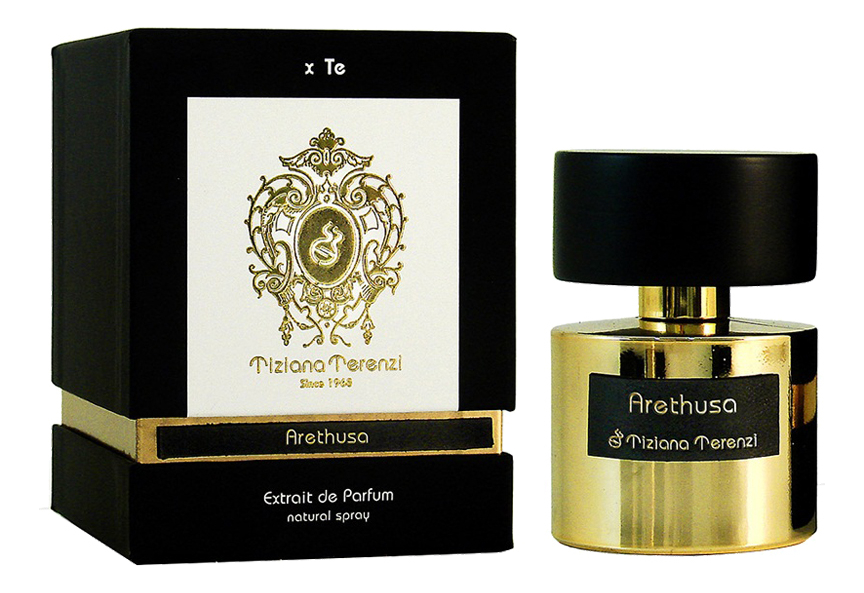 x Te
Tiziana Terenzi
Since 1968
Arethusa
Extrait de Parfum
natural spray
Arethusa
Tiziana Terenzi